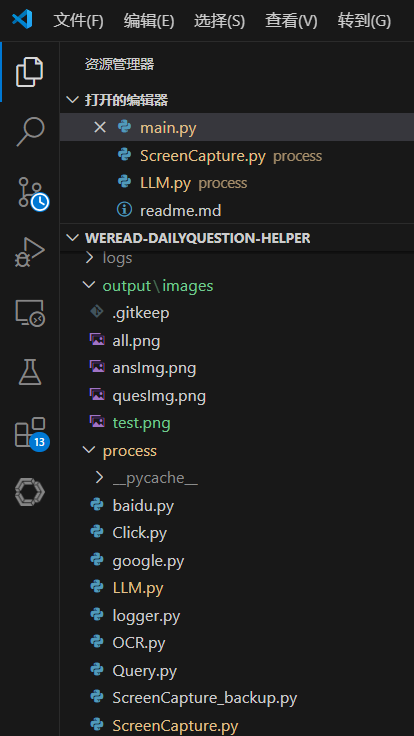 文件(F) 编辑(E) 选择(S) 查看(V) 转到(G)
资源管理器
打开的编辑器
main.py
ScreenCapture.py process
LLM.py process
readme.md
WEREAD-DAILYQUESTION-HELPER
logs
output\images
.gitkeep
all.png
ansImg.png
quesImg.png
test.png
process
__pycache__
baidu.py
Click.py
google.py
LLM.py
logger.py
OCR.py
Query.py
ScreenCapture_backup.py
ScreenCapture.py
13